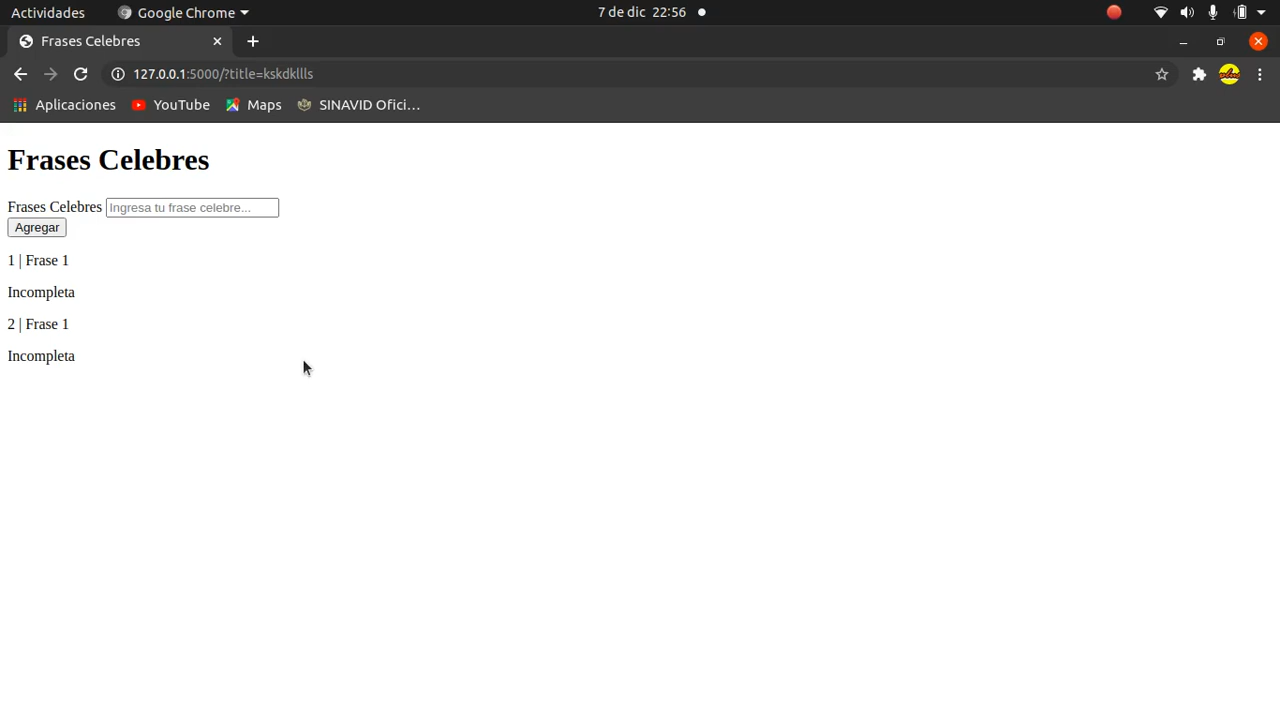 Actividades Google Chrome 7 de dic 22:56
Frases Celebres
127.0.0.1:5000/?title=kskdkllls
Aplicaciones YouTube Maps SINAVID Ofici…
Frases Celebres
Frases Celebres Ingresa tu frase celebre...
Agregar
1 | Frase 1
Incompleta
2 | Frase 1
Incompleta